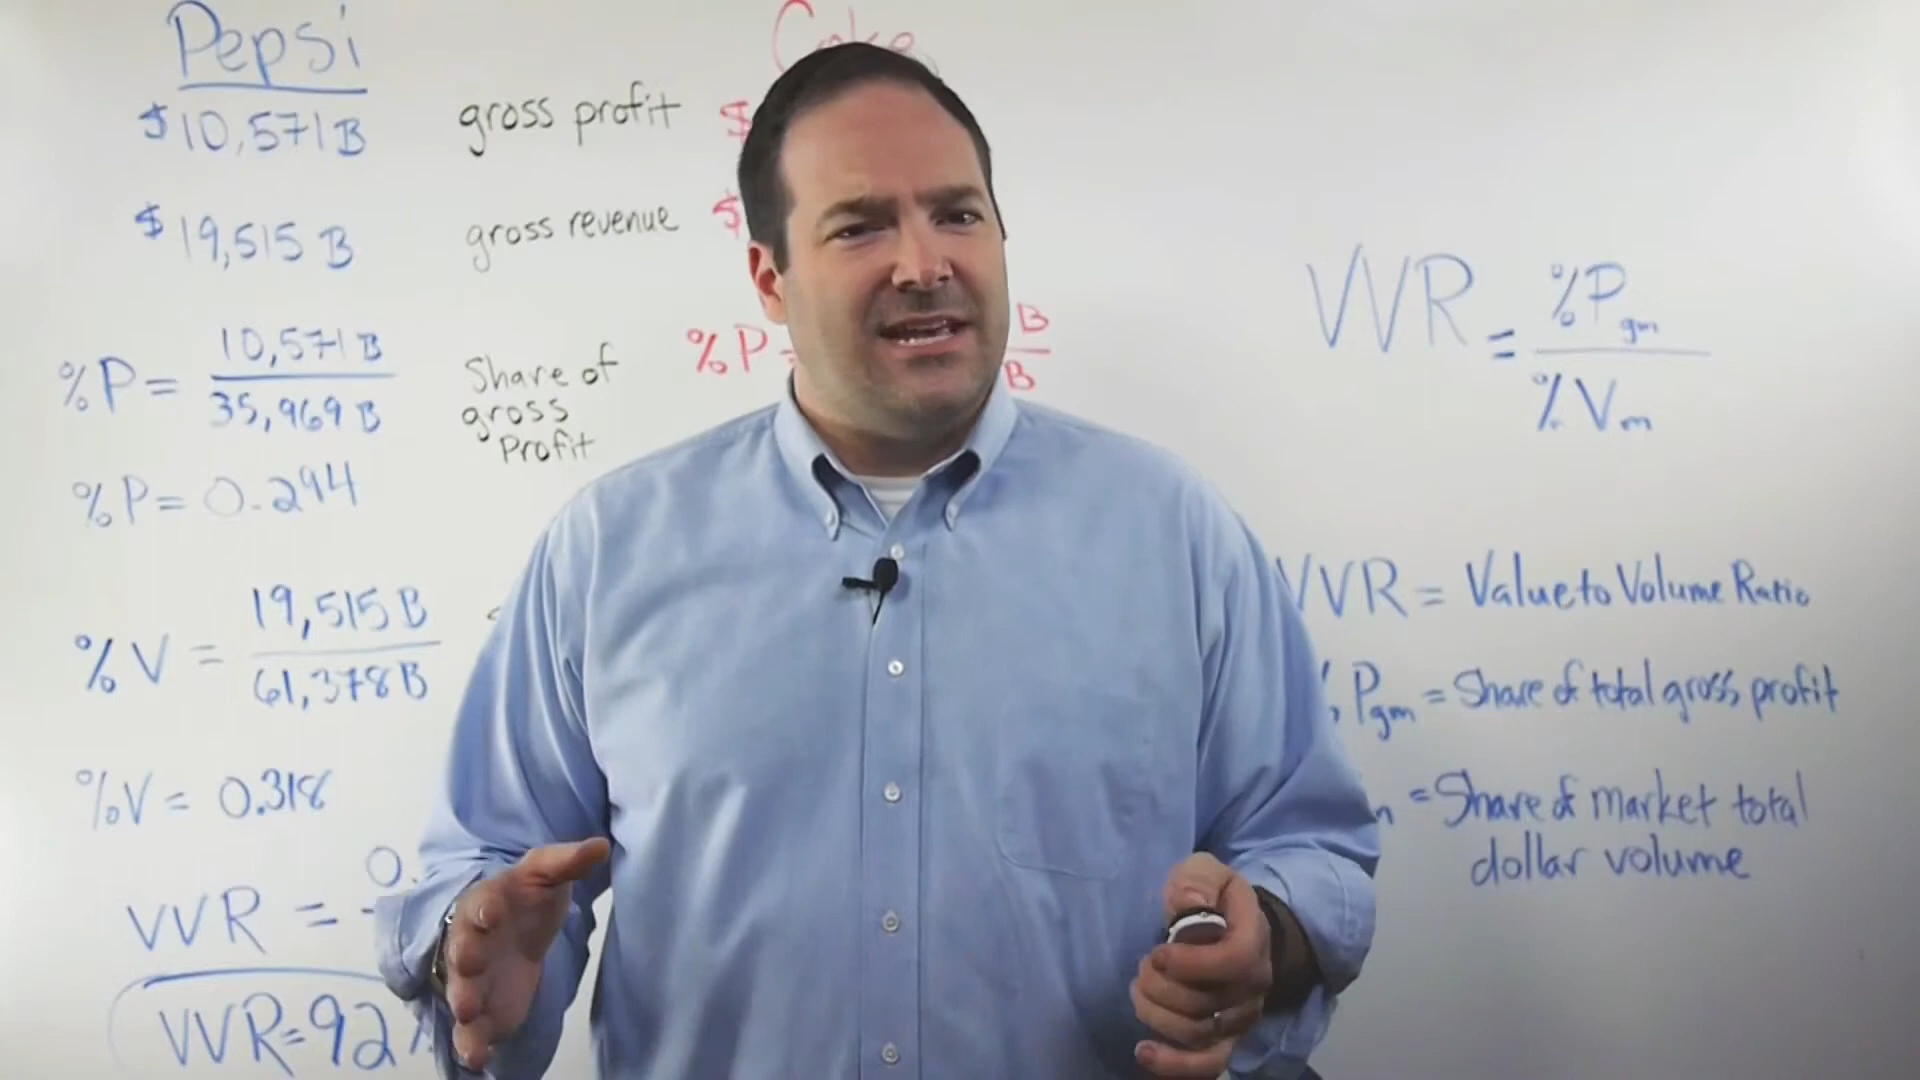 Pepsi
Coke
$10,571B
gross profit
$
$19,515 B
gross revenue
$
%P = 10,571B
35,969B
Share of
gross
Profit
%P =
B
B
%P = 0.294
%V = 19,515B
61,378B
%V = 0.318
VVR = 0.
VVR=92%
VVR = %Pgm
%Vm
VVR = Value to Volume Ratio
Pgm = Share of total gross profit
m = Share of market total
dollar volume